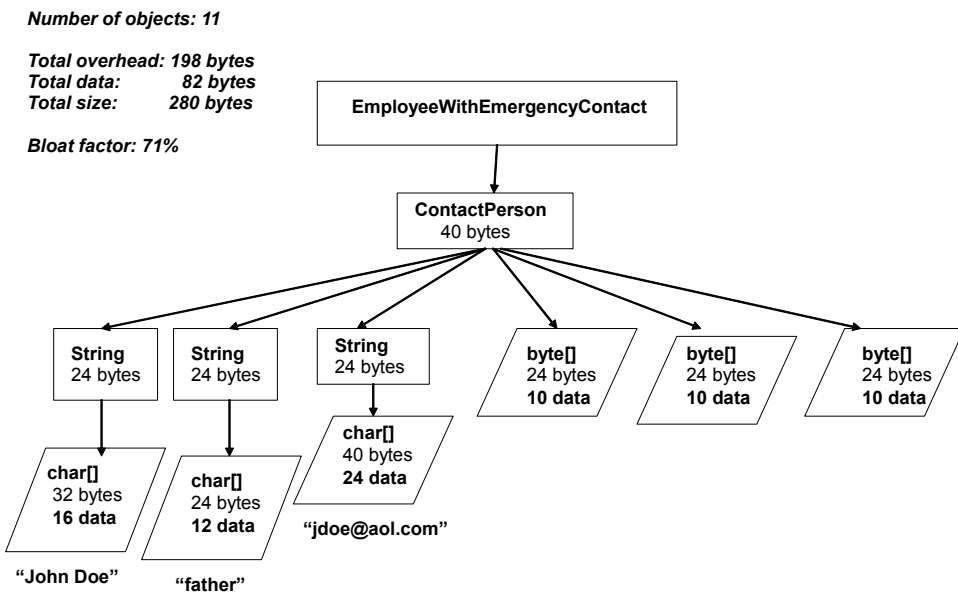 Number of objects: 11
Total overhead: 198 bytes
Total data: 82 bytes
Total size: 280 bytes
Bloat factor: 71%
EmployeeWithEmergencyContact
ContactPerson
40 bytes
String
24 bytes
String
24 bytes
String
24 bytes
byte[]
24 bytes
10 data
byte[]
24 bytes
10 data
byte[]
24 bytes
10 data
char[]
32 bytes
16 data
char[]
24 bytes
12 data
char[]
40 bytes
24 data
“John Doe”
“father”
“jdoe@aol.com”